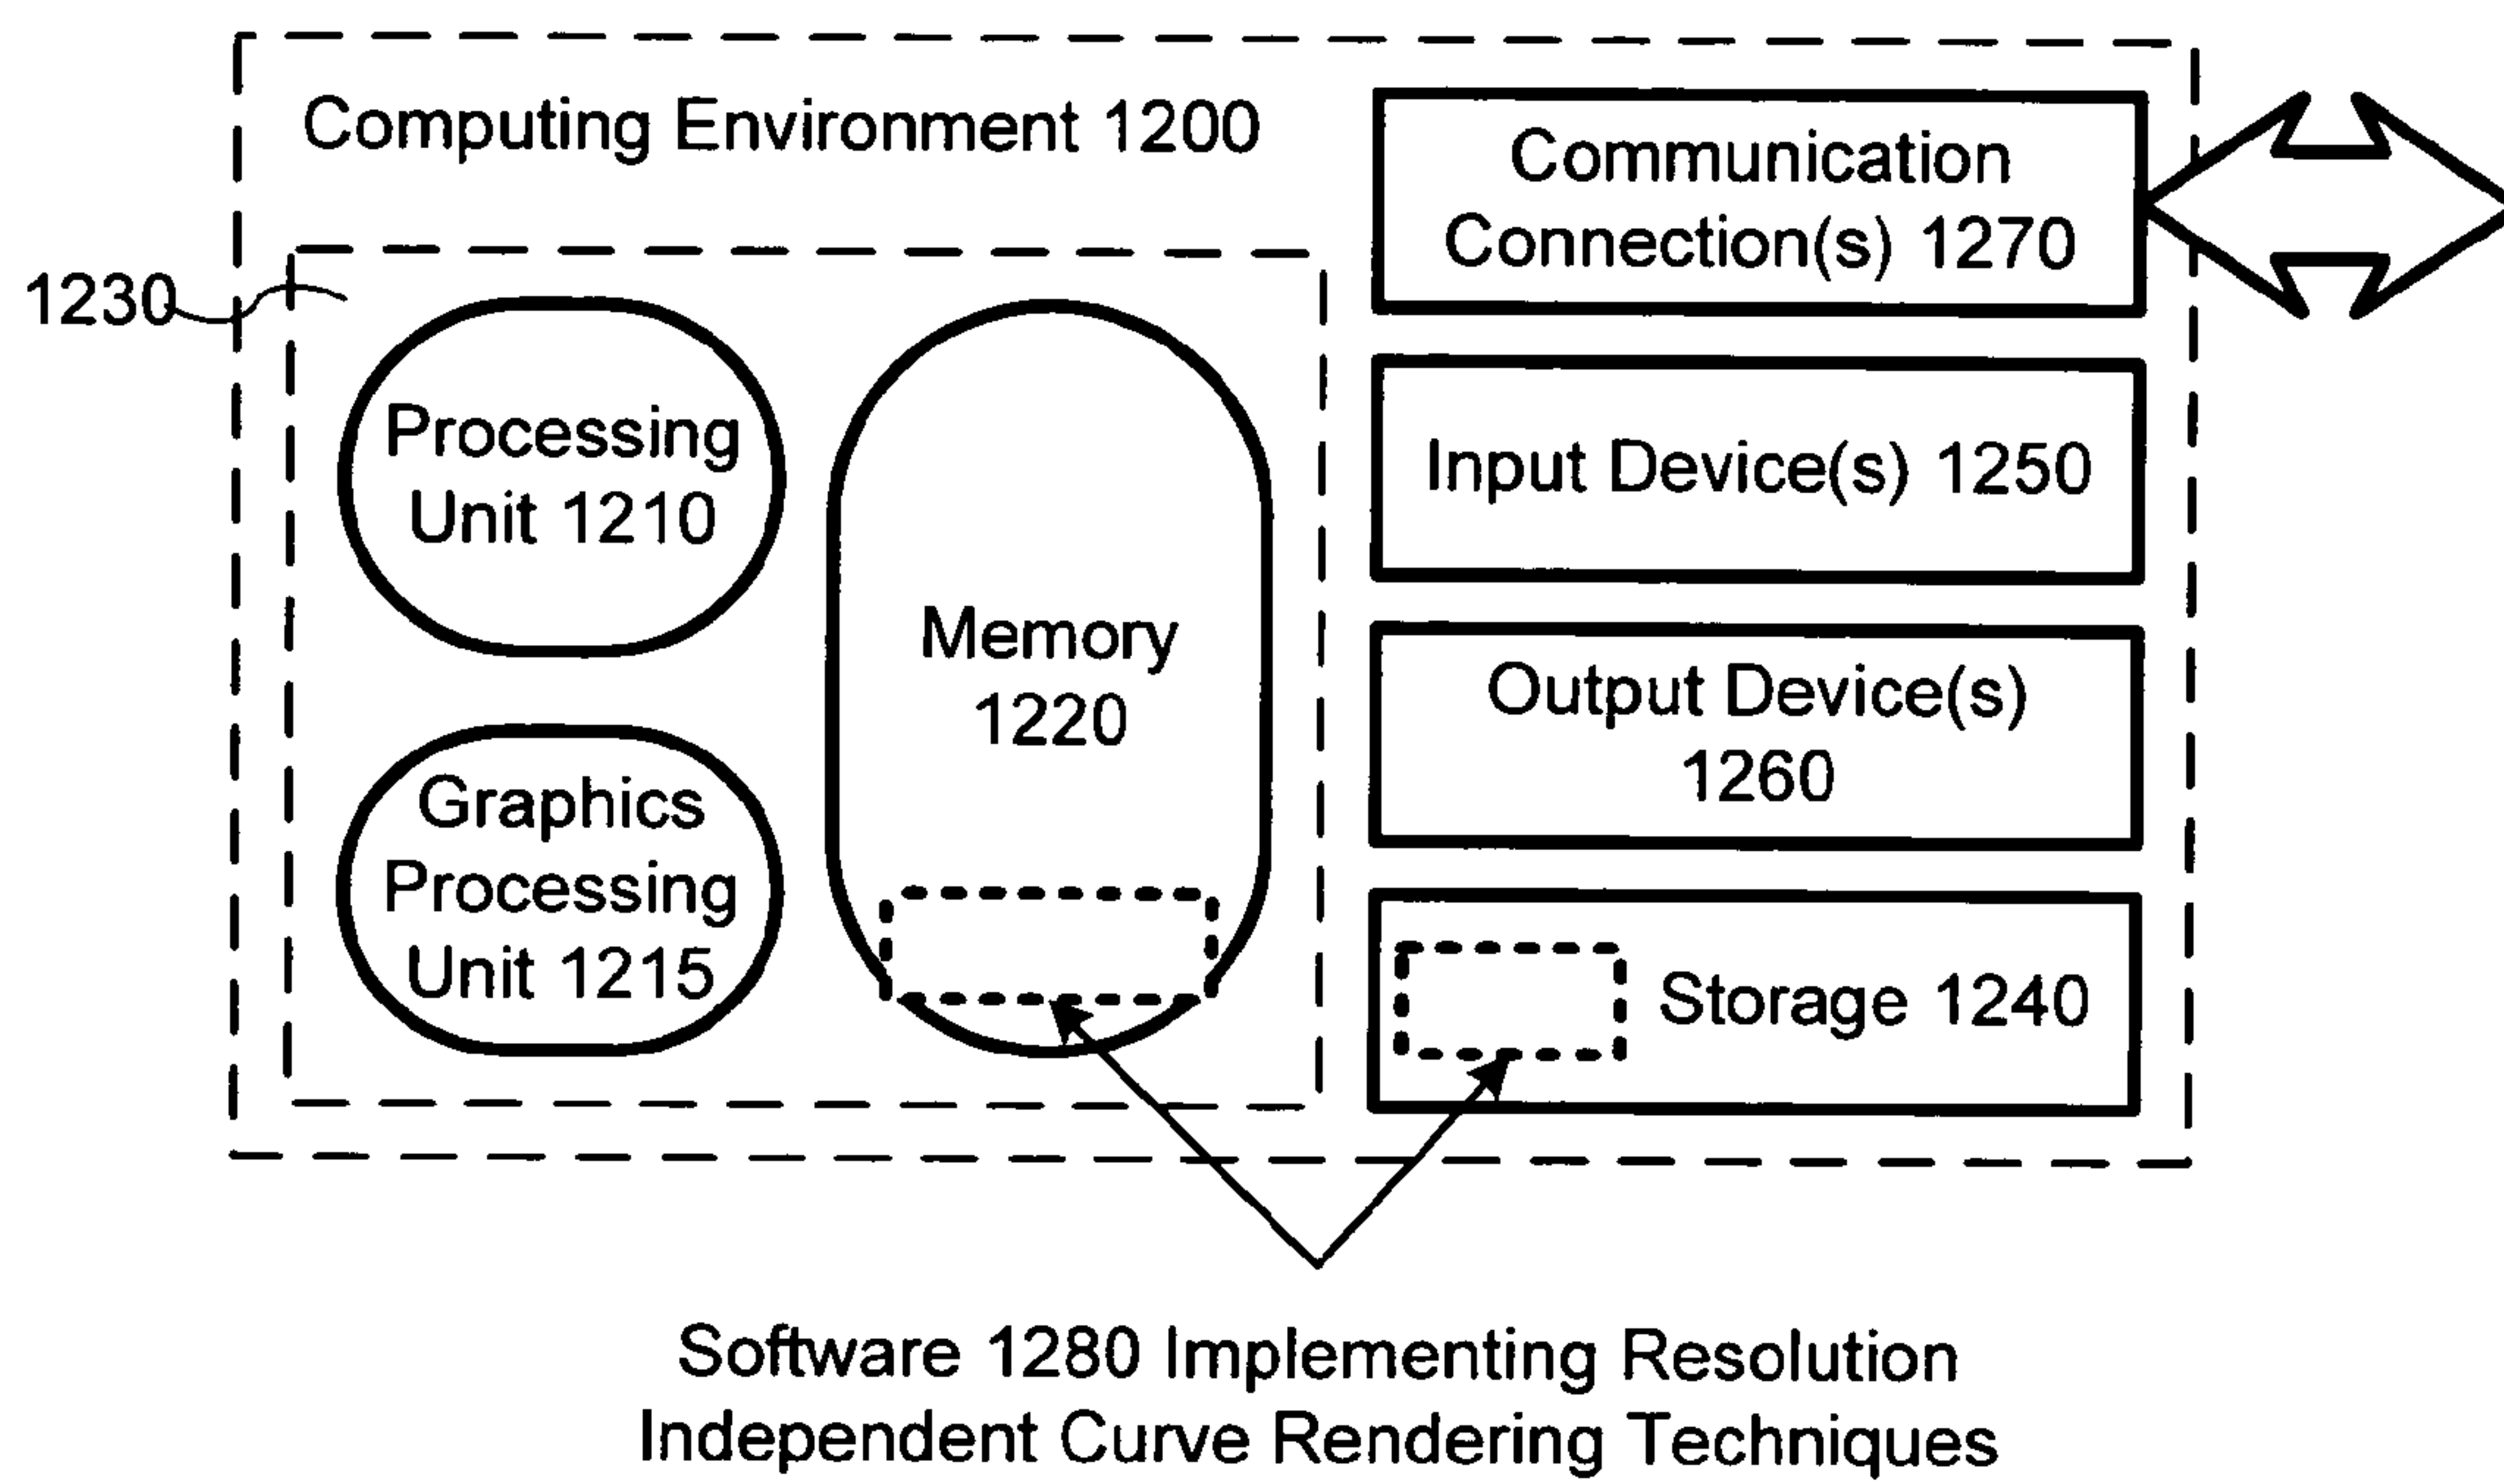 Computing Environment 1200
1230
Processing
Unit 1210
Graphics
Processing
Unit 1215
Memory
1220
Communication
Connection(s) 1270
Input Device(s) 1250
Output Device(s)
1260
Storage 1240
Software 1280 Implementing Resolution
Independent Curve Rendering Techniques